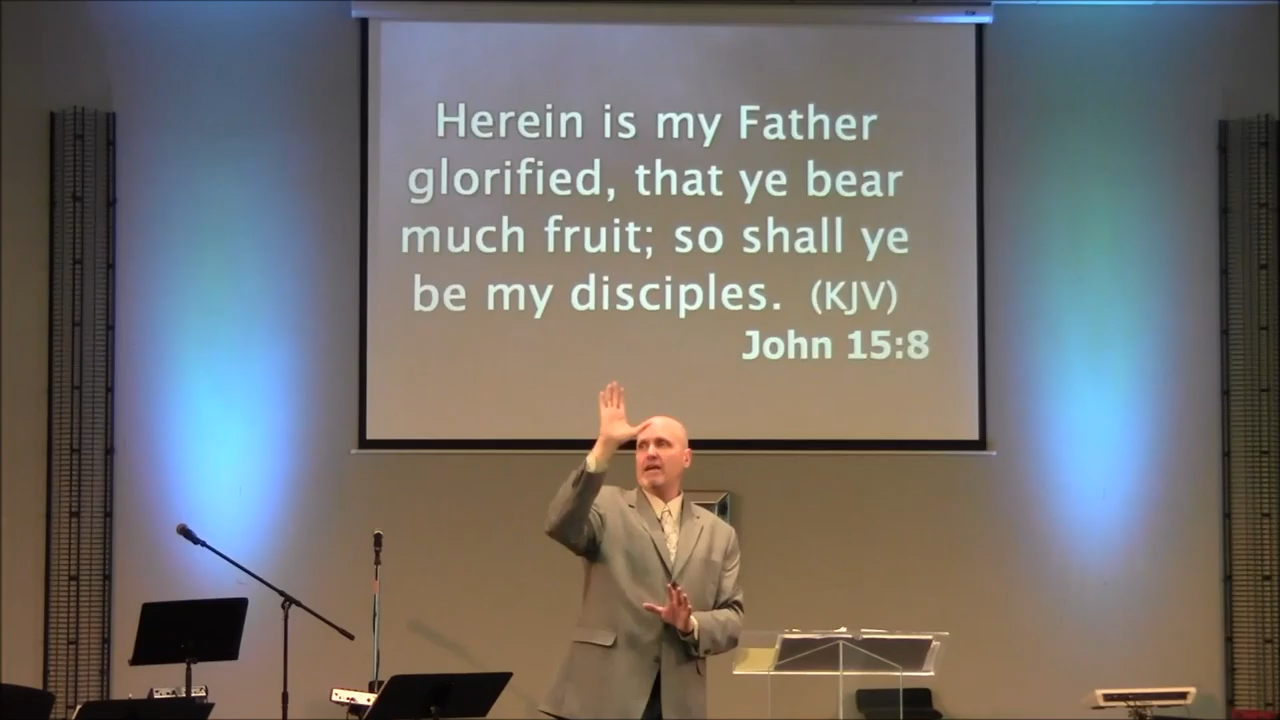 Herein is my Father
glorified, that ye bear
much fruit; so shall ye
be my disciples. (KJV)
John 15:8